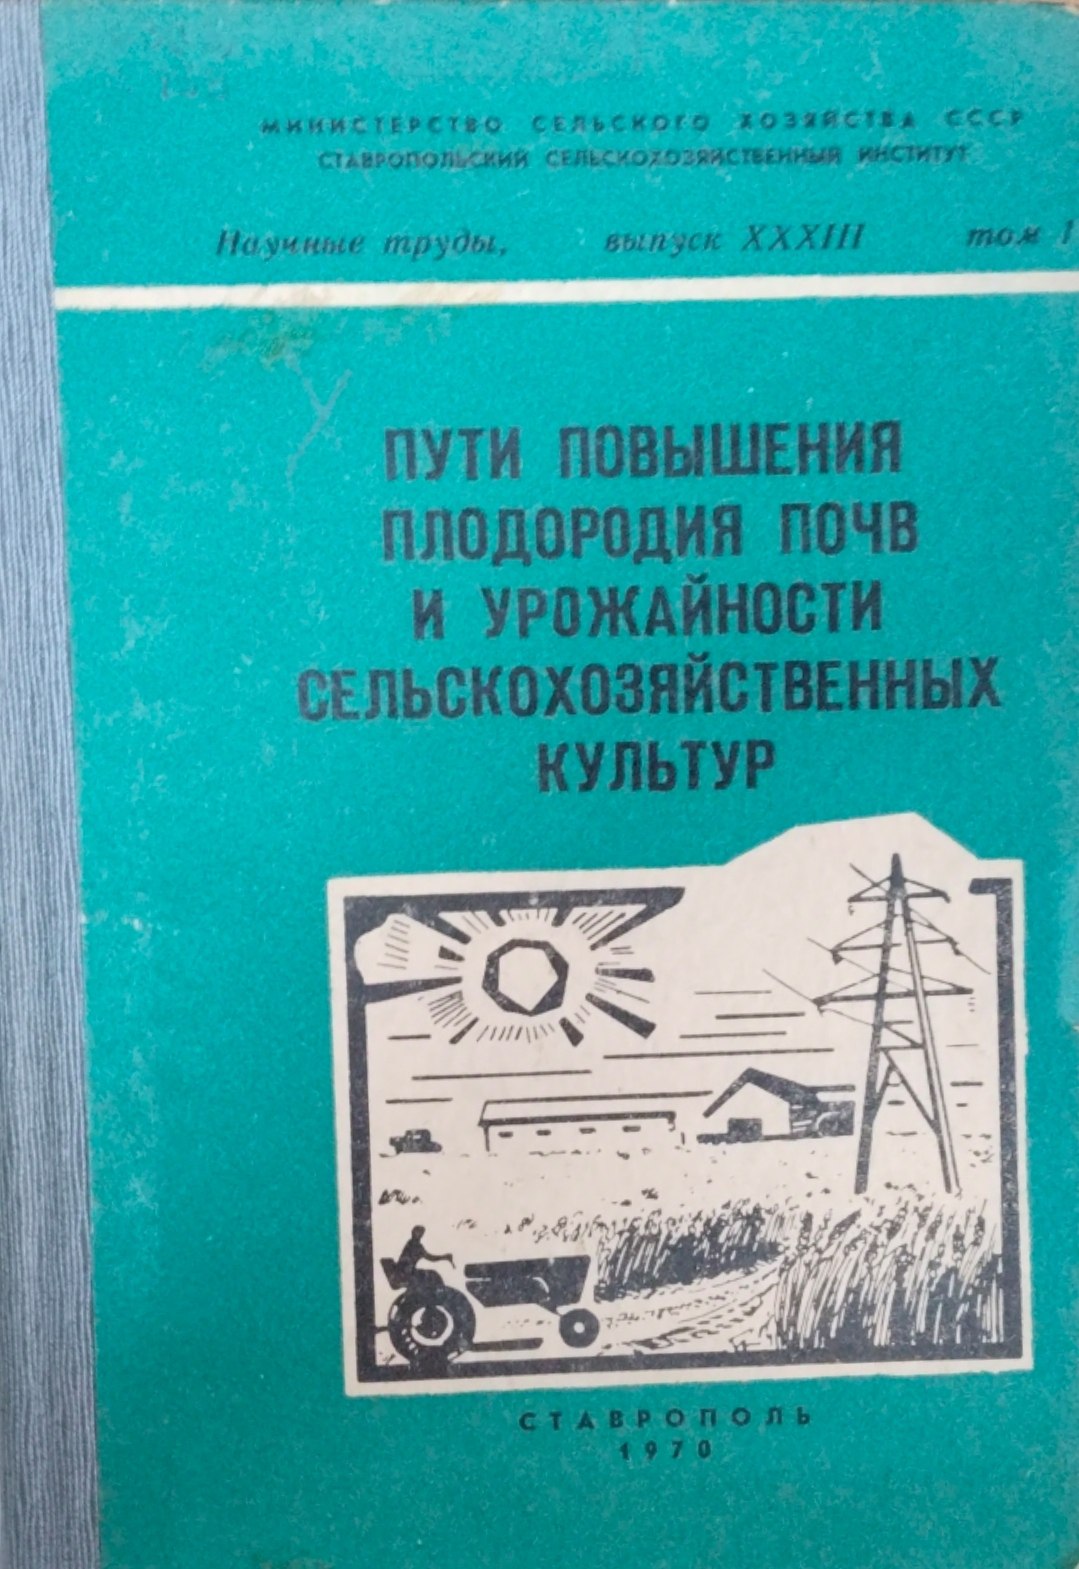 МИНИСТЕРСТВО СЕЛЬСКОГО ХОЗЯЙСТВА СССР
СТАВРОПОЛЬСКИЙ СЕЛЬСКОХОЗЯЙСТВЕННЫЙ ИНСТИТУТ
Научные труды, выпуск XXXIII том I
ПУТИ ПОВЫШЕНИЯ
ПЛОДОРОДИЯ ПОЧВ
И УРОЖАЙНОСТИ
СЕЛЬСКОХОЗЯЙСТВЕННЫХ
КУЛЬТУР
СТАВРОПОЛЬ
1970